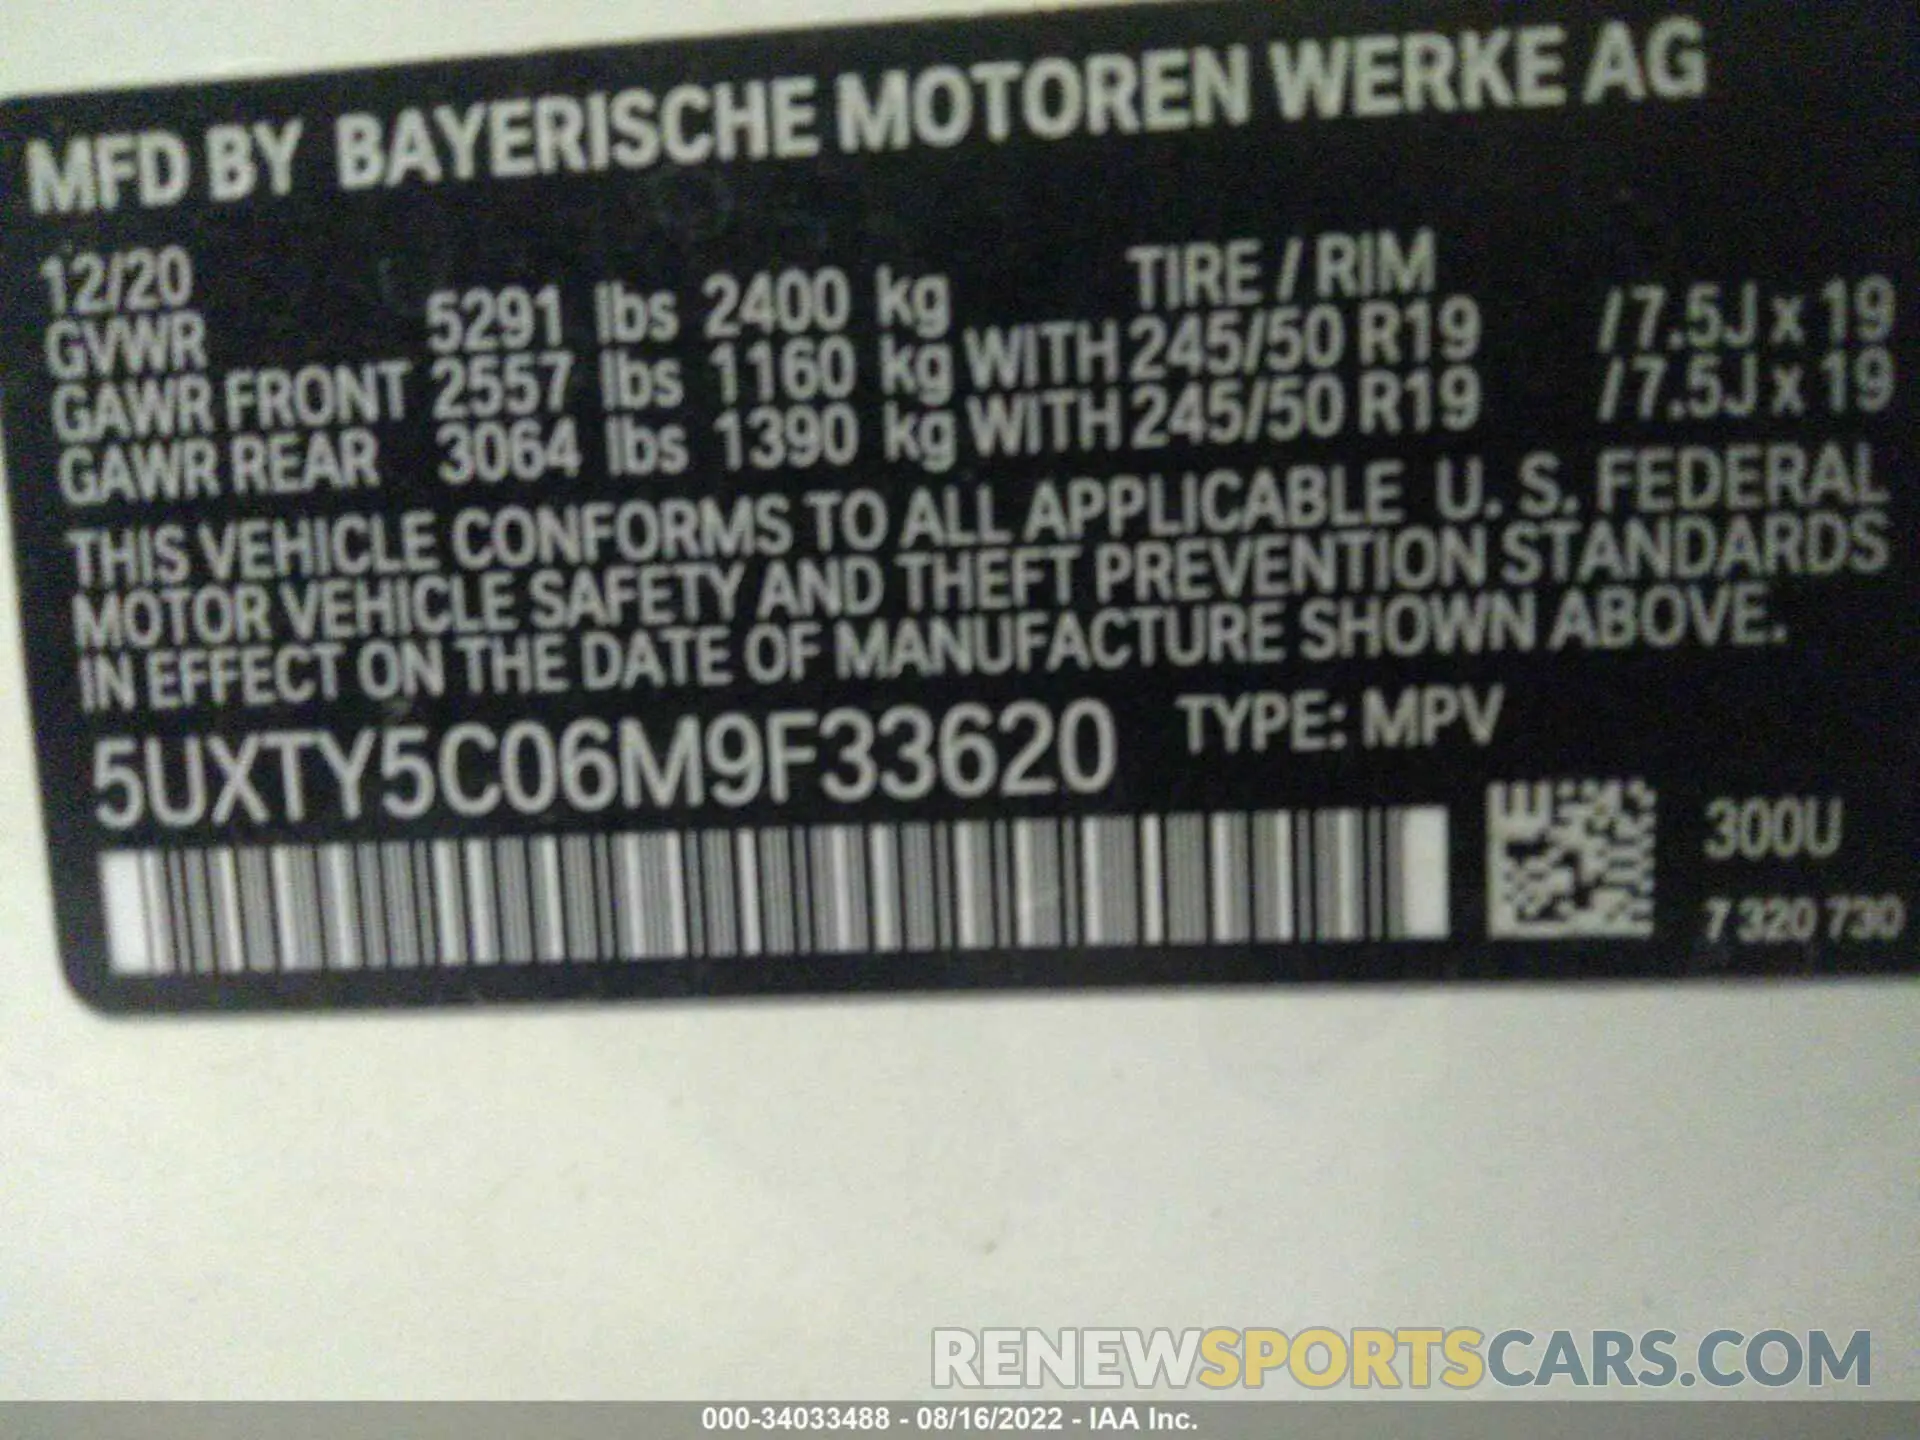 MFD BY BAYERISCHE MOTOREN WERKE AG
12/20 TIRE / RIM
GVWR 5291 lbs 2400 kg
GAWR FRONT 2557 lbs 1160 kg WITH 245/50 R19 /7.5J x 19
GAWR REAR 3064 lbs 1390 kg WITH 245/50 R19 /7.5J x 19
THIS VEHICLE CONFORMS TO ALL APPLICABLE U. S. FEDERAL
MOTOR VEHICLE SAFETY AND THEFT PREVENTION STANDARDS
IN EFFECT ON THE DATE OF MANUFACTURE SHOWN ABOVE.
5UXTY5C06M9F33620 TYPE: MPV
300U
7 320 730
RENEWSPORTSCARS.COM
000-34033488 - 08/16/2022 - IAA Inc.